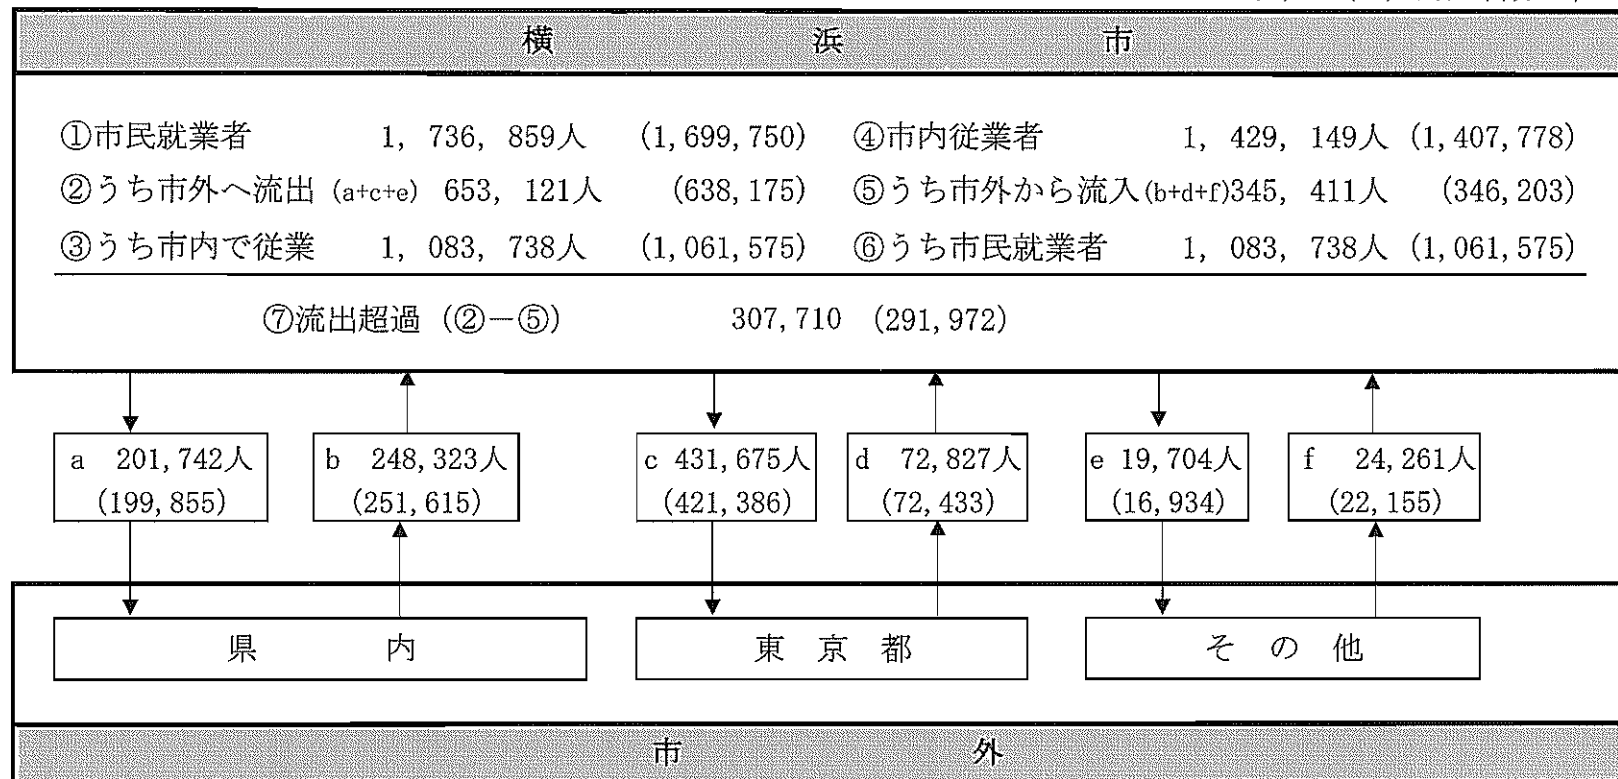 横浜市
①市民就業者 1,736,859人 (1,699,750) ④市内従業者 1,429,149人 (1,407,778)
②うち市外へ流出 (a+c+e) 653,121人 (638,175) ⑤うち市外から流入(b+d+f)345,411人 (346,203)
③うち市内で従業 1,083,738人 (1,061,575) ⑥うち市民就業者 1,083,738人 (1,061,575)
⑦流出超過 (②-⑤) 307,710 (291,972)
a 201,742人 b 248,323人 c 431,675人 d 72,827人 e 19,704人 f 24,261人
(199,855) (251,615) (421,386) (72,433) (16,934) (22,155)
県内 東京都 その他
市外